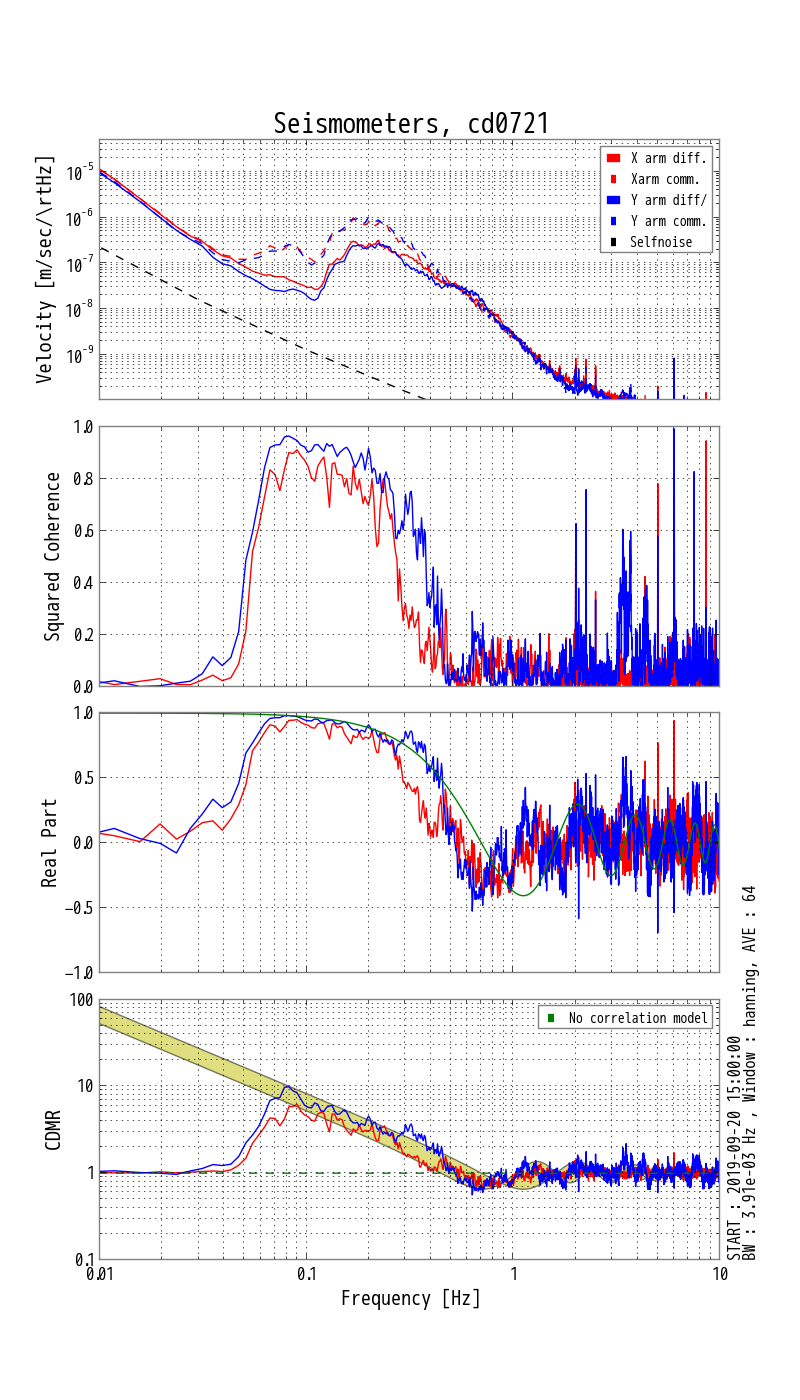 Seismometers, cd0721
Velocity [m/sec/\rtHz]
10^-5
10^-6
10^-7
10^-8
10^-9
X arm diff.
Xarm comm.
Y arm diff/
Y arm comm.
Selfnoise
Squared Coherence
1.0
0.8
0.6
0.4
0.2
0.0
Real Part
1.0
0.5
0.0
−0.5
−1.0
CDMR
100
10
1
0.1
No correlation model
0.01
0.1
1
10
Frequency [Hz]
START : 2019-09-20 15:00:00
BW : 3.91e-03 Hz , Window : hanning, AVE : 64